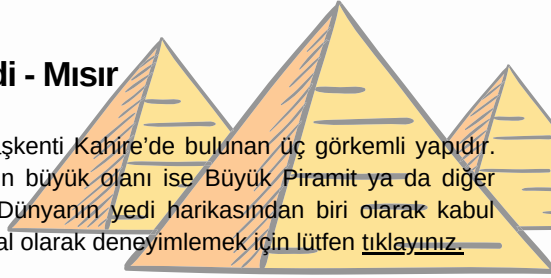 di - Mısır
aşkenti Kahire’de bulunan üç görkemli yapıdır.
n büyük olanı ise Büyük Piramit ya da diğer
Dünyanın yedi harikasından biri olarak kabul
al olarak deneyimlemek için lütfen tıklayınız.